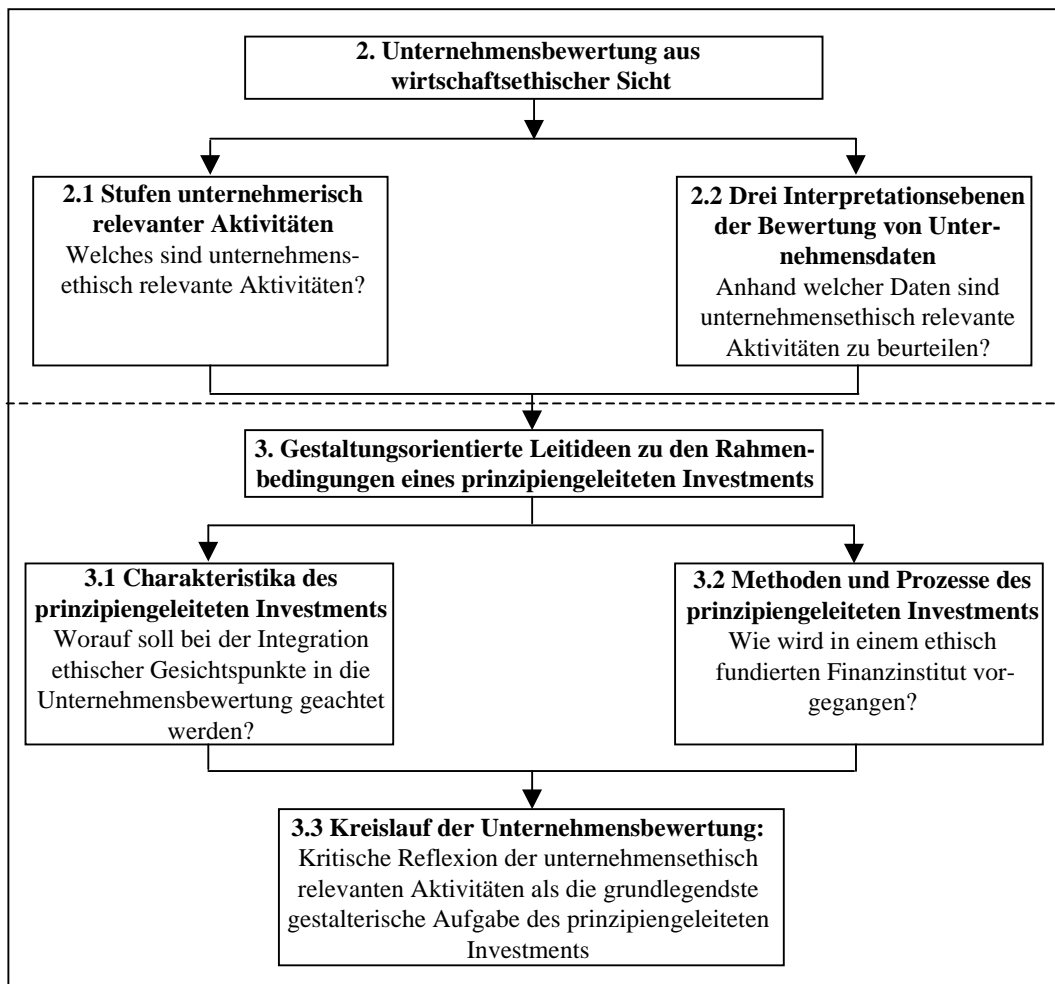 2. Unternehmensbewertung aus
wirtschaftsethischer Sicht
2.1 Stufen unternehmerisch
relevanter Aktivitäten
Welches sind unternehmens-
ethisch relevante Aktivitäten?
2.2 Drei Interpretationsebenen
der Bewertung von Unter-
nehmensdaten
Anhand welcher Daten sind
unternehmensethisch relevante
Aktivitäten zu beurteilen?
3. Gestaltungsorientierte Leitideen zu den Rahmen-
bedingungen eines prinzipiengeleiteten Investments
3.1 Charakteristika des
prinzipiengeleiteten Investments
Worauf soll bei der Integration
ethischer Gesichtspunkte in die
Unternehmensbewertung geachtet
werden?
3.2 Methoden und Prozesse des
prinzipiengeleiteten Investments
Wie wird in einem ethisch
fundierten Finanzinstitut vor-
gegangen?
3.3 Kreislauf der Unternehmensbewertung:
Kritische Reflexion der unternehmensethisch
relevanten Aktivitäten als die grundlegendste
gestalterische Aufgabe des prinzipiengeleiteten
Investments